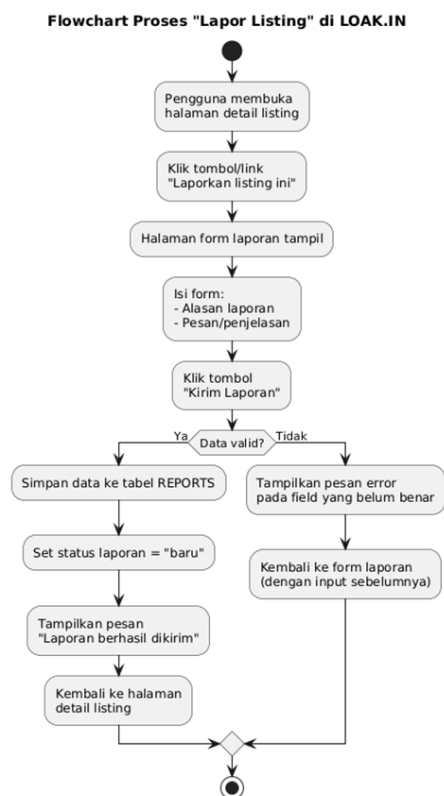 Flowchart Proses "Lapor Listing" di LOAK.IN
Pengguna membuka
halaman detail listing
Klik tombol/link
"Laporkan listing ini"
Halaman form laporan tampil
Isi form:
- Alasan laporan
- Pesan/penjelasan
Klik tombol
"Kirim Laporan"
Data valid?
Ya
Tidak
Simpan data ke tabel REPORTS
Set status laporan = "baru"
Tampilkan pesan
"Laporan berhasil dikirim"
Kembali ke halaman
detail listing
Tampilkan pesan error
pada field yang belum benar
Kembali ke form laporan
(dengan input sebelumnya)